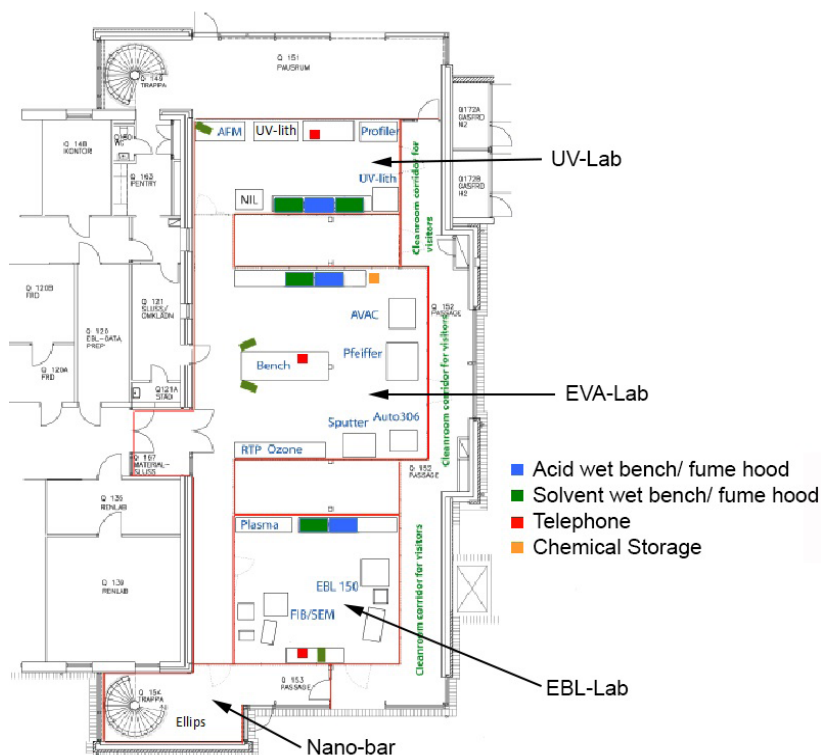 Q 151
PAUSRUM
Q 149
TRAPPA
Q172A
GASFRD
N2
Q 148
(KONTOR)
WC
Q 163
PENTRY
AFM
UV-lith
Profiler
UV-Lab
Q172B
GASFRD
H2
UV-lith
NIL
Cleanroom corridor for
visitors
Q 120B
FRD
Q 121
SLUSS/
OMKLÄDN
Q 120
EBL-DATA
PREP
Q 120A
FRD
Q121A
STÄD
AVAC
Q 152
PASSAGE
Pfeiffer
Bench
Cleanroom corridor for visitors
EVA-Lab
Sputter
Auto306
RTP Ozone
Q 167
MATERIAL-
SLUSS
Q 152
PASSAGE
Acid wet bench/ fume hood
Solvent wet bench/ fume hood
Telephone
Chemical Storage
Q 135
RENLAB
Plasma
Cleanroom corridor for visitors
Q 139
RENLAB
EBL 150
FIB/SEM
EBL-Lab
Q 153
PASSAGE
Q 154
TRAPPA
Ellips
Nano-bar